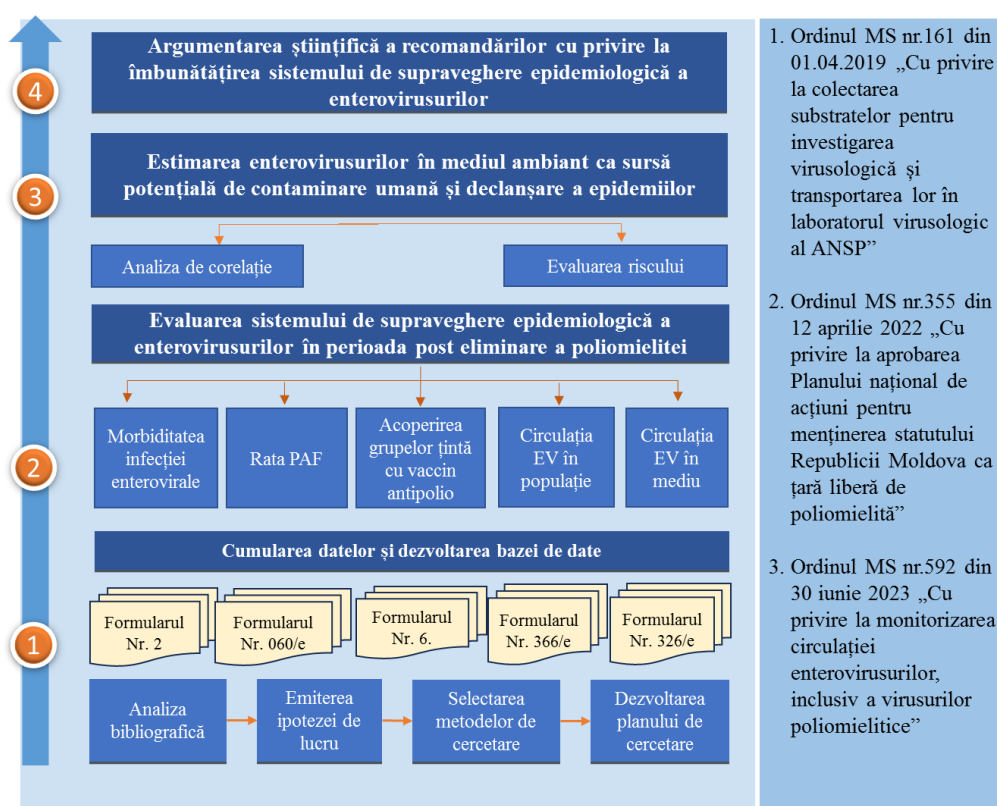 4
Argumentarea științifică a recomandărilor cu privire la
îmbunătățirea sistemului de supraveghere epidemiologică a
enterovirusurilor
3
Estimarea enterovirusurilor în mediul ambiant ca sursă
potențială de contaminare umană și declanșare a epidemiilor
Analiza de corelație
Evaluarea riscului
Evaluarea sistemului de supraveghere epidemiologică a
enterovirusurilor în perioada post eliminare a poliomielitei
2
Morbiditatea
infecției
enterovirale
Rata PAF
Acoperirea
grupelor țintă
cu vaccin
antipolio
Circulația
EV în
populație
Circulația
EV în
mediu
Cumularea datelor și dezvoltarea bazei de date
1
Formularul
Nr. 2
Formularul
Nr. 060/e
Formularul
Nr. 6.
Formularul
Nr. 366/e
Formularul
Nr. 326/e
Analiza
bibliografică
Emiterea
ipotezei de
lucru
Selectarea
metodelor de
cercetare
Dezvoltarea
planului de
cercetare
1. Ordinul MS nr.161 din
01.04.2019 „Cu privire
la colectarea
substratelor pentru
investigarea
virusologică și
transportarea lor în
laboratorul virusologic
al ANSP”
2. Ordinul MS nr.355 din
12 aprilie 2022 „Cu
privire la aprobarea
Planului național de
acțiuni pentru
menținerea statutului
Republicii Moldova ca
țară liberă de
poliomielită”
3. Ordinul MS nr.592 din
30 iunie 2023 „Cu
privire la monitorizarea
circulației
enterovirusurilor,
inclusiv a virusurilor
poliomielitice”